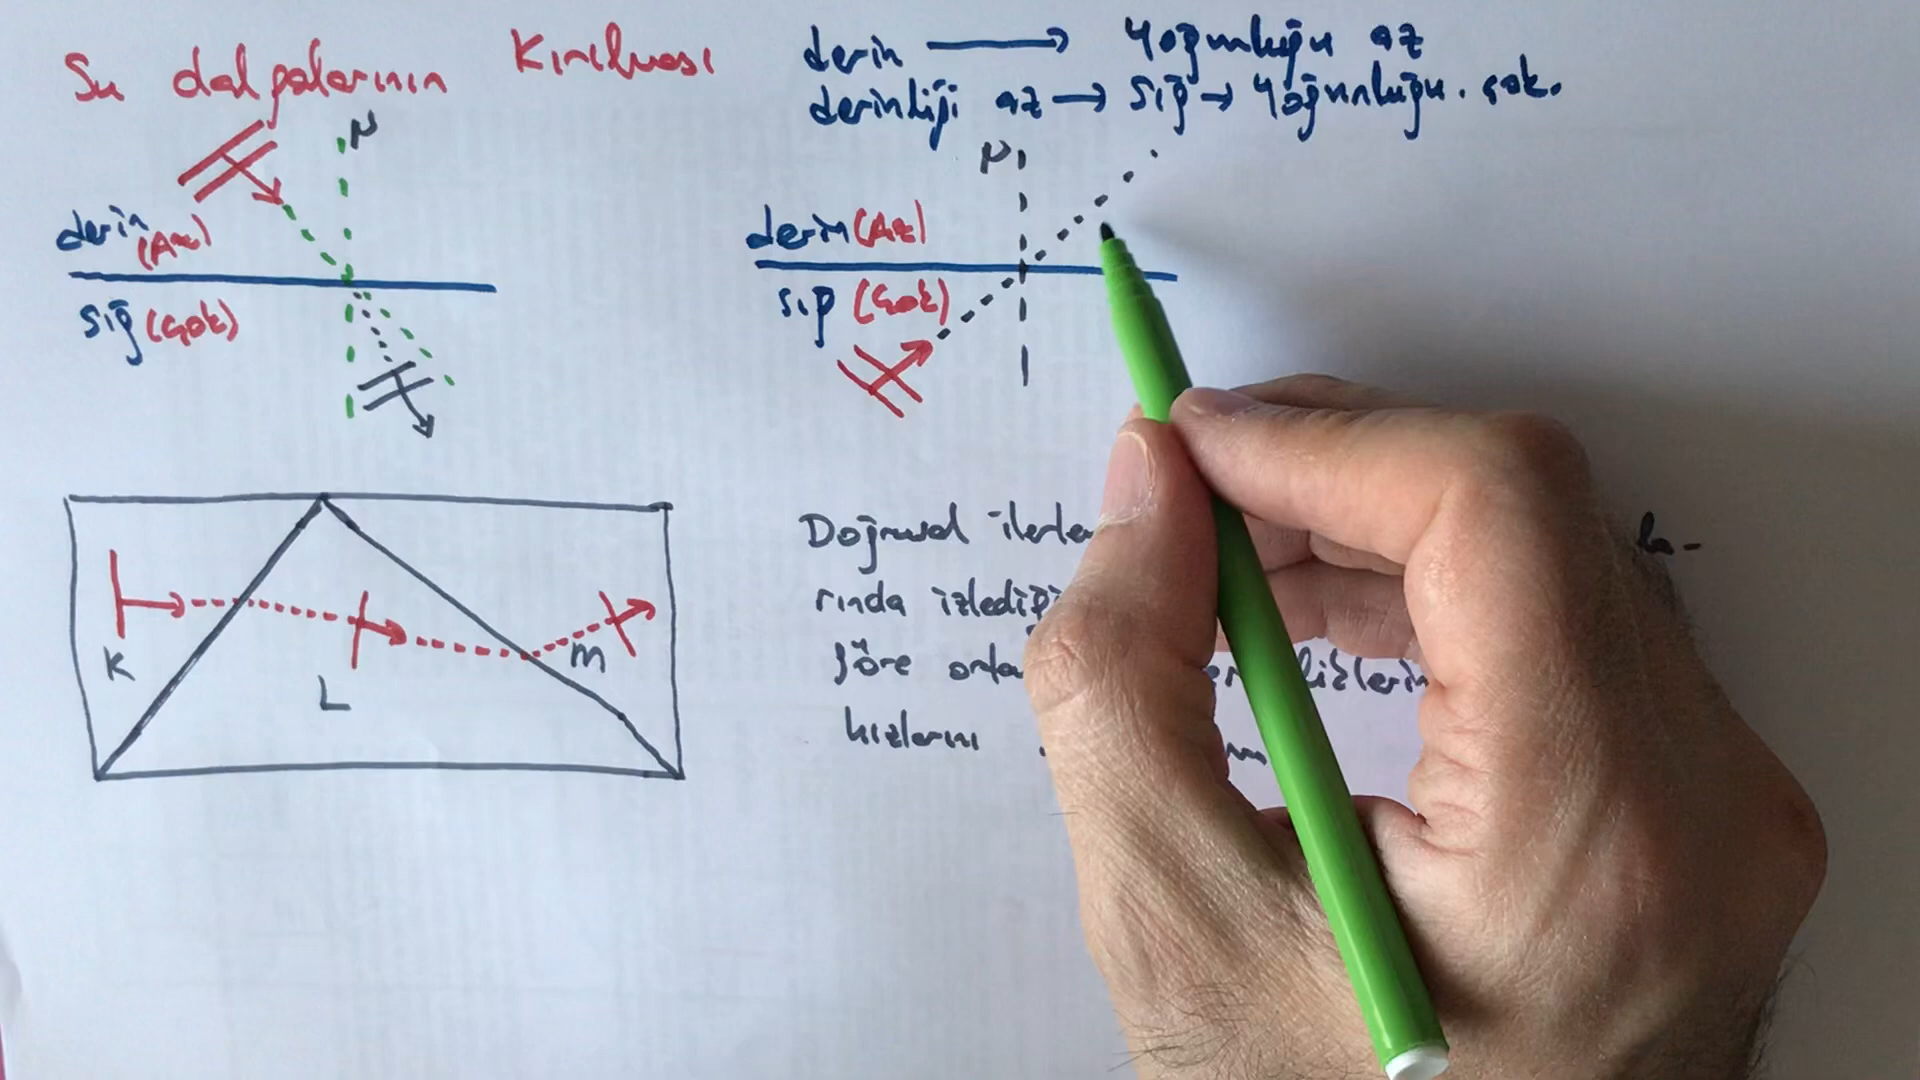 Su dalgalarının Kırılması
derin → Yoğunluğu az
derinliği az → sığ → Yoğunluğu. çok.
N
derin (Az)
sığ (Çok)
N
derin (Az)
sığ (Çok)
K
L
m
Doğrusal ilerle
rında izlediği
göre orta
hızlarını